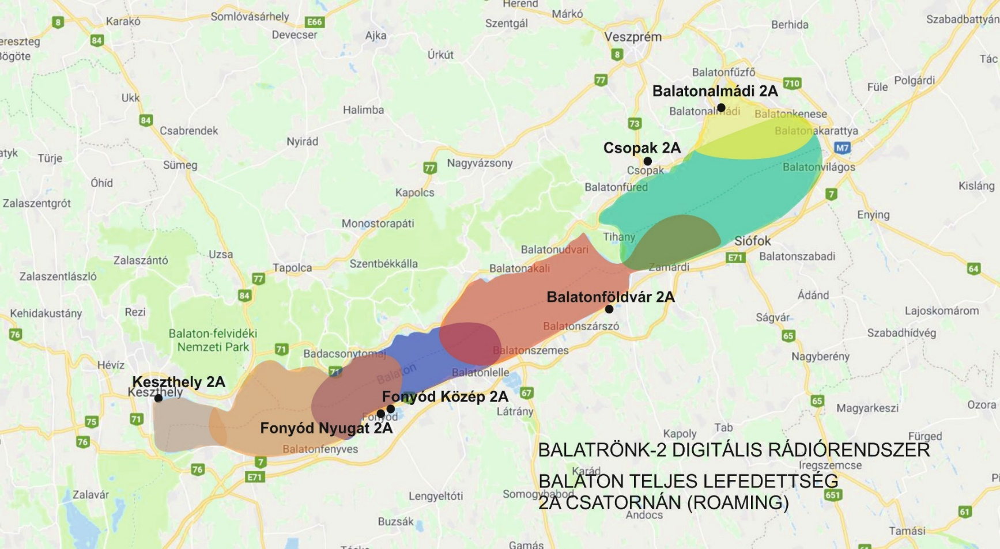 Herend
Márkó
8
Karakó
Somlóvásárhely
E66
Szentgál
Berhida
Szabadbattyán
Devecser
Ajka
Veszprém
84
ereszteg
Bögöte
Úrkút
8
Tác
77
Balatonfűzfő
710
Polgárdi
Füle
Balatonalmádi 2A
Ukk
Halimba
Balatonalmádi
Balatonkenese
84
73
Csabrendek
Balatonakarattya
Nyirád
Csopak 2A
M7
atyk
Türje
Sümeg
77
Nagyvázsony
Csopak
Balatonvilágos
Óhíd
Kapolcs
Balatonfüred
Kisláng
7
Zalaszentgrót
Enying
Monostorapáti
Tihany
Siófok
Balatonudvari
Uzsa
Zalaszántó
Szentbékkálla
E71
Balatonszabadi
Tapolca
Balatonakali
Zamárdi
64
Zalaszentlászló
77
84
Balatonföldvár 2A
Ádánd
Kehidakustány
Rezi
Lajoskomárom
Ságvár
Balatonszárszó
76
Balaton-felvidéki
Nemzeti Park
65
Szabadhídvég
71
Badacsonytomaj
Balatonszemes
Nagyberény
Hévíz
71
Balaton
Balatonlelle
Keszthely 2A
Keszthely
67
Fonyód Közép 2A
65
Ozora
Magyarkeszi
Látrány
71
75
Fonyód
Fonyód Nyugat 2A
Tab
Kapoly
Fürged
76
Balatonfenyves
BALATRÖNK-2 DIGITÁLIS RÁDIÓRENDSZER
7
76
Iregszemcse
Karád
E71
BALATON TELJES LEFEDETTSÉG
Zalavár
Lengyeltóti
Somogybabod
651
2A CSATORNÁN (ROAMING)
Andocs
61
Buzsák
Tamási
Gamás
61